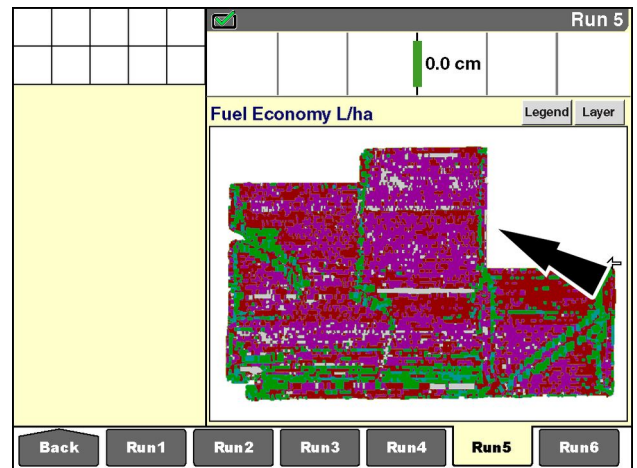 Run 5
0.0 cm
Fuel Economy L/ha
Legend
Layer
Back
Run1
Run2
Run3
Run4
Run5
Run6